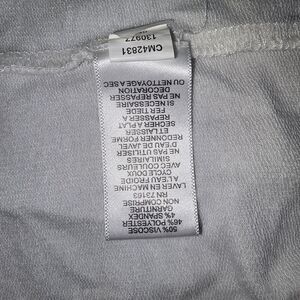 50% VISCOSE
46% POLYESTER
4% SPANDEX
GARNITURE
NON COMPRISE
RN 73163
LAVER EN MACHINE
A L'EAU FROIDE
CYCLE DOUX
AVEC COULEURS
SIMILAIRES
NE PAS UTILISER
D'EAU DE JAVEL
REDONNER FORME
ET LAISSER
SECHER A PLAT
REPASSER A
FER TIEDE
SI NECESSAIRE
NE PAS REPASSER
DECORATION
OU NETTOYAGE A SEC
CM42831
130977